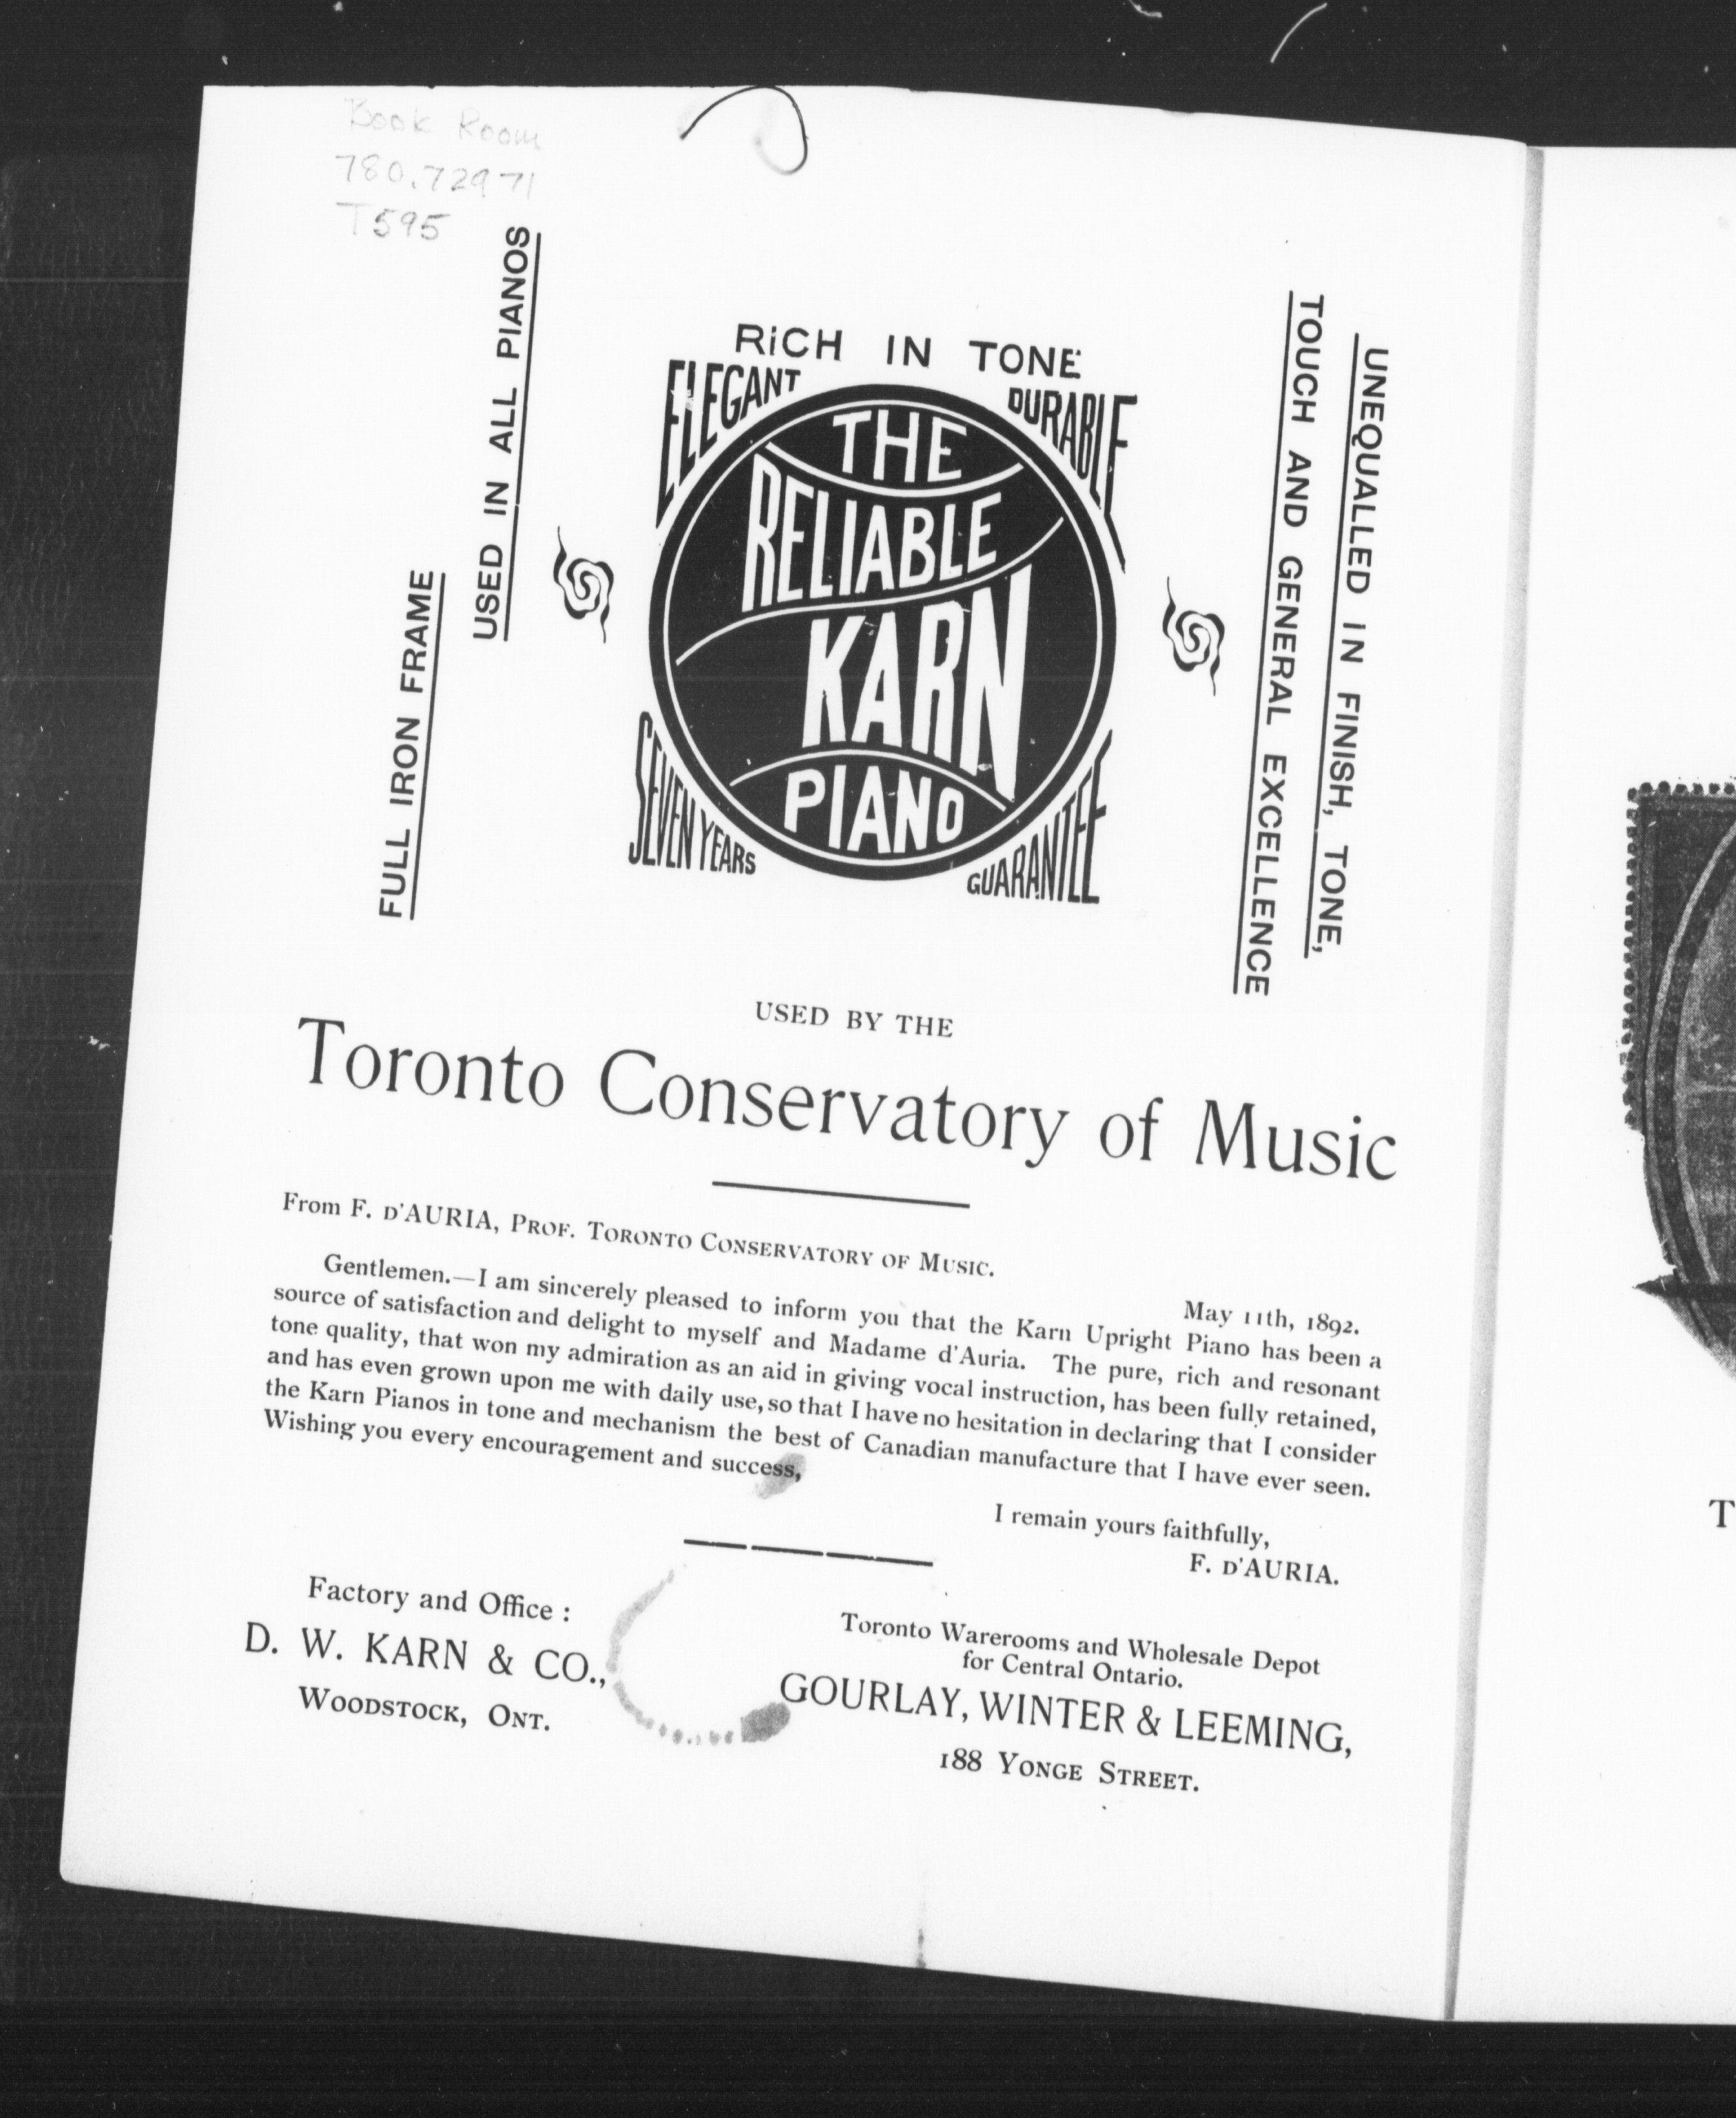 Book Room
780.72971
T595
FULL IRON FRAME
USED IN ALL PIANOS
RiCH IN TONE
ELEGANT
DURABLE
THE
RELIABLE
KARN
PIANO
SEVEN YEARS
GUARANTEE
UNEQUALLED IN FINISH, TONE,
TOUCH AND GENERAL EXCELLENCE
USED BY THE
Toronto Conservatory of Music
From F. D'AURIA, PROF. TORONTO CONSERVATORY OF MUSIC.
May 11th, 1892.
Gentlemen.—I am sincerely pleased to inform you that the Karn Upright Piano has been a
source of satisfaction and delight to myself and Madame d'Auria. The pure, rich and resonant
tone quality, that won my admiration as an aid in giving vocal instruction, has been fully retained,
and has even grown upon me with daily use, so that I have no hesitation in declaring that I consider
the Karn Pianos in tone and mechanism the best of Canadian manufacture that I have ever seen.
Wishing you every encouragement and success,
I remain yours faithfully,
F. D'AURIA.
Factory and Office :
D. W. KARN & CO.,
WOODSTOCK, ONT.
Toronto Warerooms and Wholesale Depot
for Central Ontario.
GOURLAY, WINTER & LEEMING,
188 YONGE STREET.
T